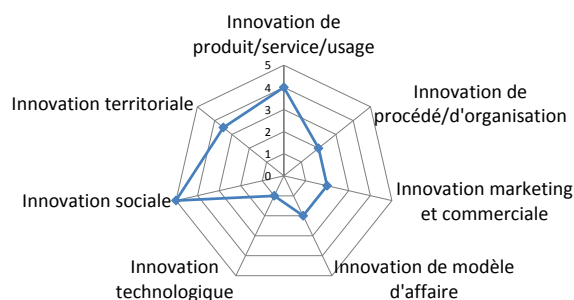 Innovation de
produit/service/usage
5
4
3
2
1
0
Innovation de
procédé/d'organisation
Innovation marketing
et commerciale
Innovation de modèle
d'affaire
Innovation
technologique
Innovation sociale
Innovation territoriale